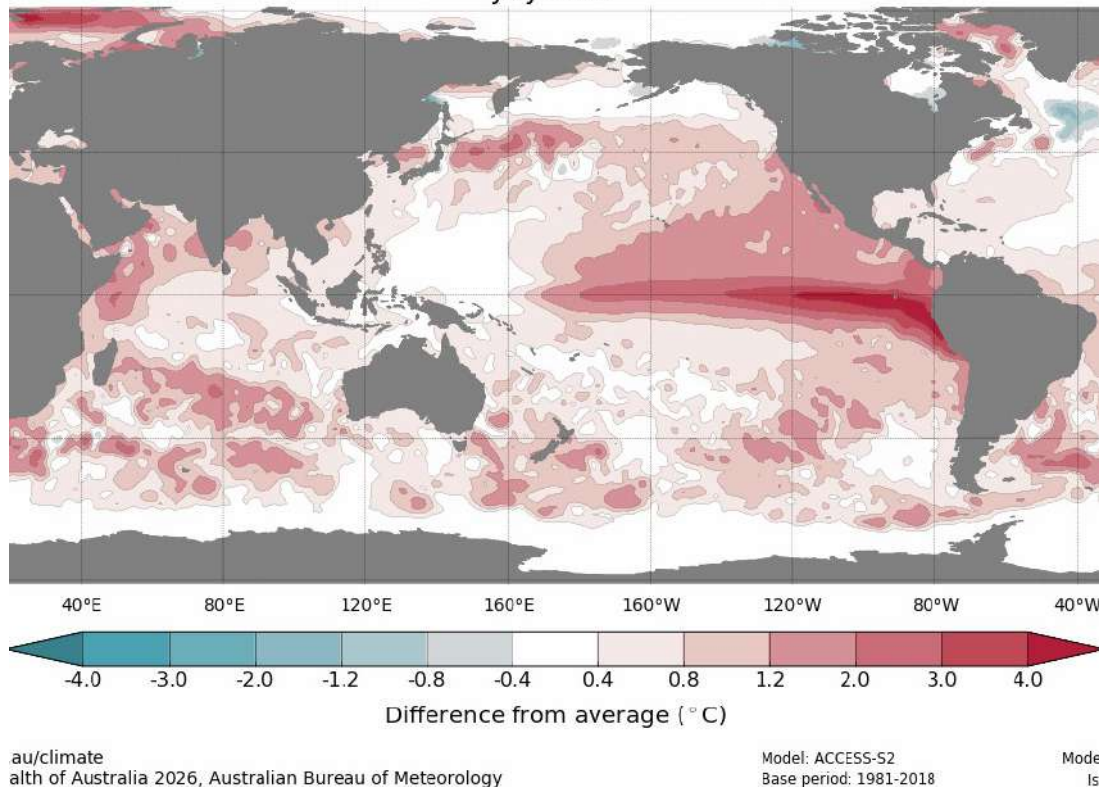 40°E 80°E 120°E 160°E 160°W 120°W 80°W 40°W
-4.0 -3.0 -2.0 -1.2 -0.8 -0.4 0.4 0.8 1.2 2.0 3.0 4.0
Difference from average (°C)
au/climate
alth of Australia 2026, Australian Bureau of Meteorology
Model: ACCESS-S2
Base period: 1981-2018
Mode
Is